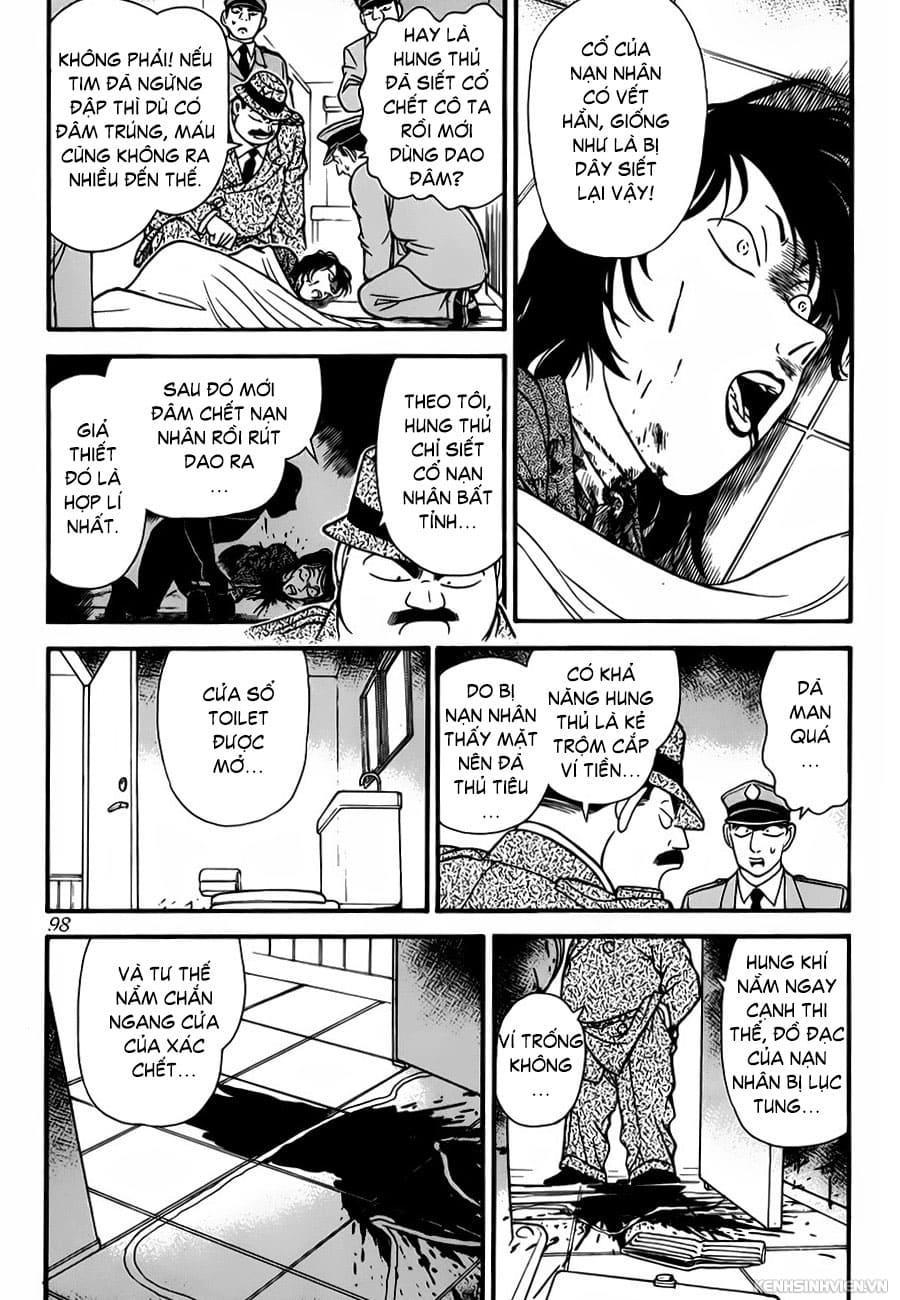 CỔ CỦA
NẠN NHÂN
CÓ VẾT
HẰN, GIỐNG
NHƯ LÀ BỊ
DÂY SIẾT
LẠI VẬY!
HAY LÀ
HUNG THỦ
ĐÃ SIẾT CỔ
CHẾT CÔ TA
RỒI MỚI
DÙNG DAO
ĐÂM?
KHÔNG PHẢI! NẾU
TIM ĐÃ NGỪNG
ĐẬP THÌ DÙ CÓ
ĐÂM TRÚNG, MÁU
CŨNG KHÔNG RA
NHIỀU ĐẾN THẾ.
THEO TÔI,
HUNG THỦ
CHỈ SIẾT
CỔ NẠN
NHÂN BẤT
TỈNH...
SAU ĐÓ MỚI
ĐÂM CHẾT NẠN
NHÂN RỒI RÚT
DAO RA
...
GIẢ
THIẾT
ĐÓ LÀ
HỢP LÍ
NHẤT.
DÃ
MAN
QUÁ
...
CÓ KHẢ
NĂNG HUNG
THỦ LÀ KẺ
TRỘM CẮP
VÍ TIỀN...
DO BỊ
NẠN NHÂN
THẤY MẶT
NÊN ĐÃ
THỦ TIÊU
...
CỬA SỔ
TOILET
ĐƯỢC
MỞ...
98
HUNG KHÍ
NẰM NGAY
CẠNH THI
THỂ, ĐỒ ĐẠC
CỦA NẠN
NHÂN BỊ LỤC
TUNG...
VÍ TRỐNG
KHÔNG
...
VÀ TƯ THẾ
NẰM CHẮN
NGANG CỬA
CỦA XÁC
CHẾT...
KENHSINHVIEN.VN